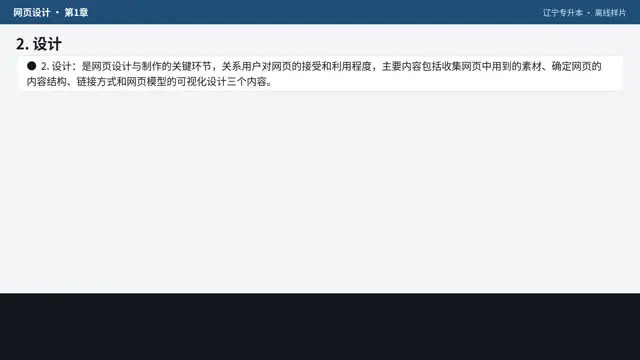 网页设计 · 第1章
辽宁专升本 · 离线样片
2. 设计
● 2. 设计：是网页设计与制作的关键环节，关系用户对网页的接受和利用程度，主要内容包括收集网页中用到的素材、确定网页的
内容结构、链接方式和网页模型的可视化设计三个内容。